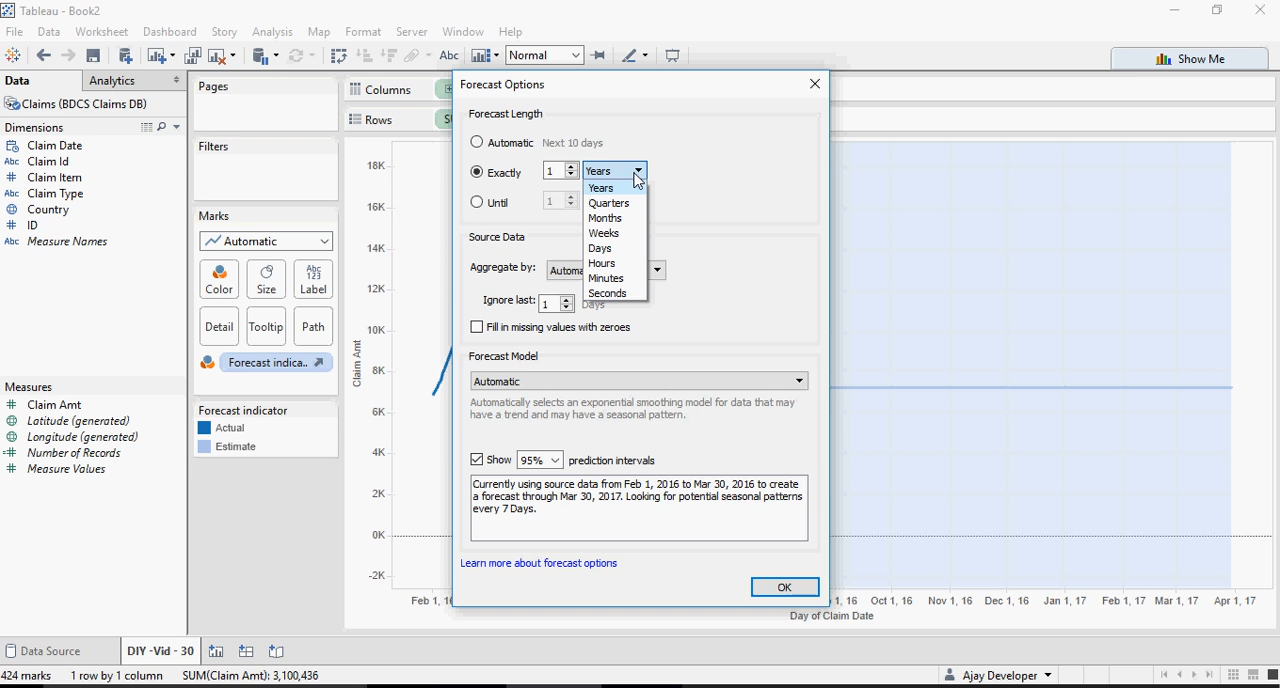 Tableau - Book2
File Data Worksheet Dashboard Story Analysis Map Format Server Window Help
Abc Normal Show Me
Data Analytics
Claims (BDCS Claims DB)
Dimensions
Claim Date
Abc Claim Id
# Claim Item
Abc Claim Type
Country
# ID
Abc Measure Names
Measures
# Claim Amt
Latitude (generated)
Longitude (generated)
# Number of Records
# Measure Values
Pages
Filters
Marks
Automatic
Color Size Abc 123 Label
Detail Tooltip Path
Forecast indica..
Forecast indicator
Actual
Estimate
Columns
Rows
18K
16K
14K
12K
10K
8K
6K
4K
2K
0K
-2K
Claim Amt
Oct 1, 16 Nov 1, 16 Dec 1, 16 Jan 1, 17 Feb 1, 17 Mar 1, 17 Apr 1, 17
Day of Claim Date
Forecast Options
Forecast Length
Automatic Next 10 days
Exactly 1 Years
Until 1
Years
Quarters
Months
Weeks
Days
Hours
Minutes
Seconds
Source Data
Aggregate by: Automa
Ignore last: 1 Days
Fill in missing values with zeroes
Forecast Model
Automatic
Automatically selects an exponential smoothing model for data that may
have a trend and may have a seasonal pattern.
Show 95% prediction intervals
Currently using source data from Feb 1, 2016 to Mar 30, 2016 to create
a forecast through Mar 30, 2017. Looking for potential seasonal patterns
every 7 Days.
Learn more about forecast options
OK
Data Source DIY -Vid - 30
424 marks 1 row by 1 column SUM(Claim Amt): 3,100,436 Ajay Developer